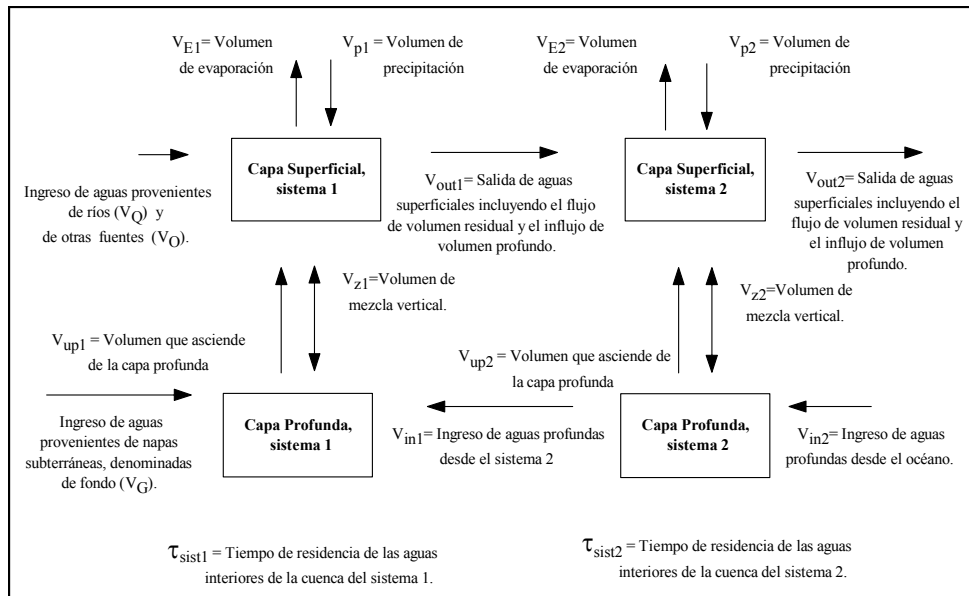 V_E1= Volumen
de evaporación
V_p1 = Volumen de
precipitación
V_E2= Volumen
de evaporación
V_p2 = Volumen de
precipitación
Capa Superficial,
sistema 1
Capa Superficial,
sistema 2
Ingreso de aguas provenientes
de ríos (V_Q) y
de otras fuentes (V_O).
V_out1= Salida de aguas
superficiales incluyendo el flujo
de volumen residual y el influjo
de volumen profundo.
V_out2= Salida de aguas
superficiales incluyendo el
flujo de volumen residual y
el influjo de volumen
profundo.
V_z1=Volumen de
mezcla vertical.
V_z2=Volumen de
mezcla vertical.
V_up1 = Volumen que asciende
de la capa profunda
V_up2 = Volumen que asciende de
la capa profunda
Ingreso de aguas
provenientes de napas
subterráneas, denominadas
de fondo (V_G).
Capa Profunda,
sistema 1
V_in1= Ingreso de aguas profundas
desde el sistema 2
Capa Profunda,
sistema 2
V_in2= Ingreso de aguas
profundas desde el océano.
τ_sist1 = Tiempo de residencia de las aguas
interiores de la cuenca del sistema 1.
τ_sist2 = Tiempo de residencia de las aguas
interiores de la cuenca del sistema 2.